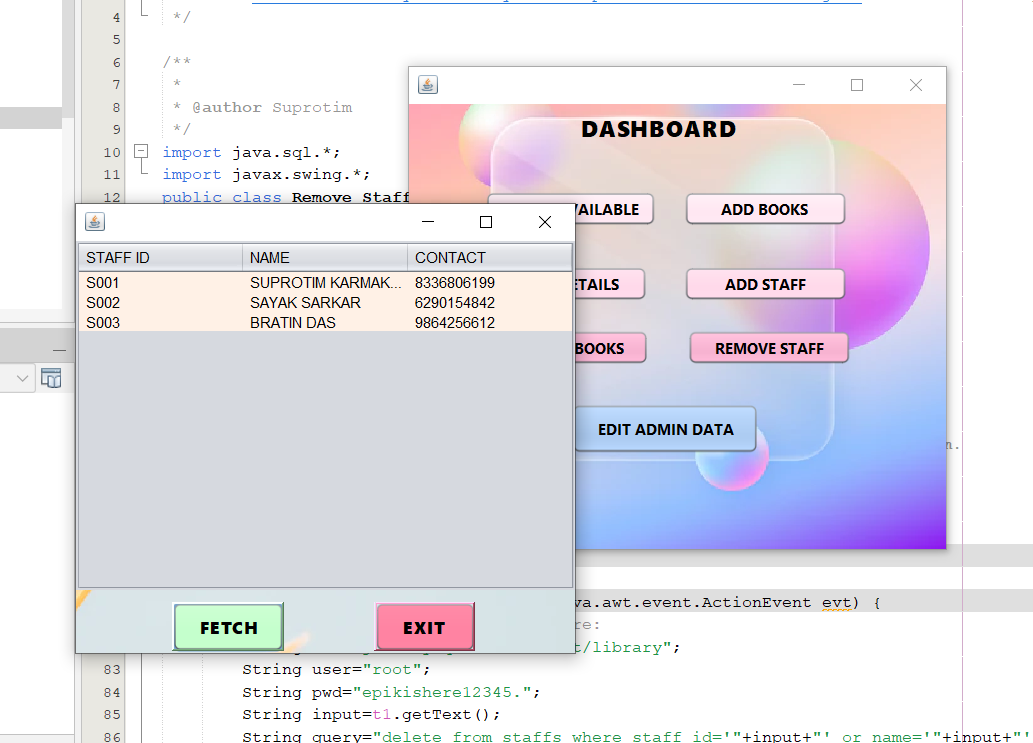 4 */
5
6 /**
7 *
8 * @author Suprotim
9 */
10 import java.sql.*;
11 import javax.swing.*;
12 public class Remove Staff
DASHBOARD
AILABLE
ADD BOOKS
ETAILS
ADD STAFF
BOOKS
REMOVE STAFF
EDIT ADMIN DATA
STAFF ID NAME CONTACT
S001 SUPROTIM KARMAK... 8336806199
S002 SAYAK SARKAR 6290154842
S003 BRATIN DAS 9864256612
FETCH
EXIT
va.awt.event.ActionEvent evt) {
re:
t/library";
83 String user="root";
84 String pwd="epikishere12345.";
85 String input=t1.getText();
86 String query="delete from staffs where staff_id='"+input+"' or name='"+input+"'